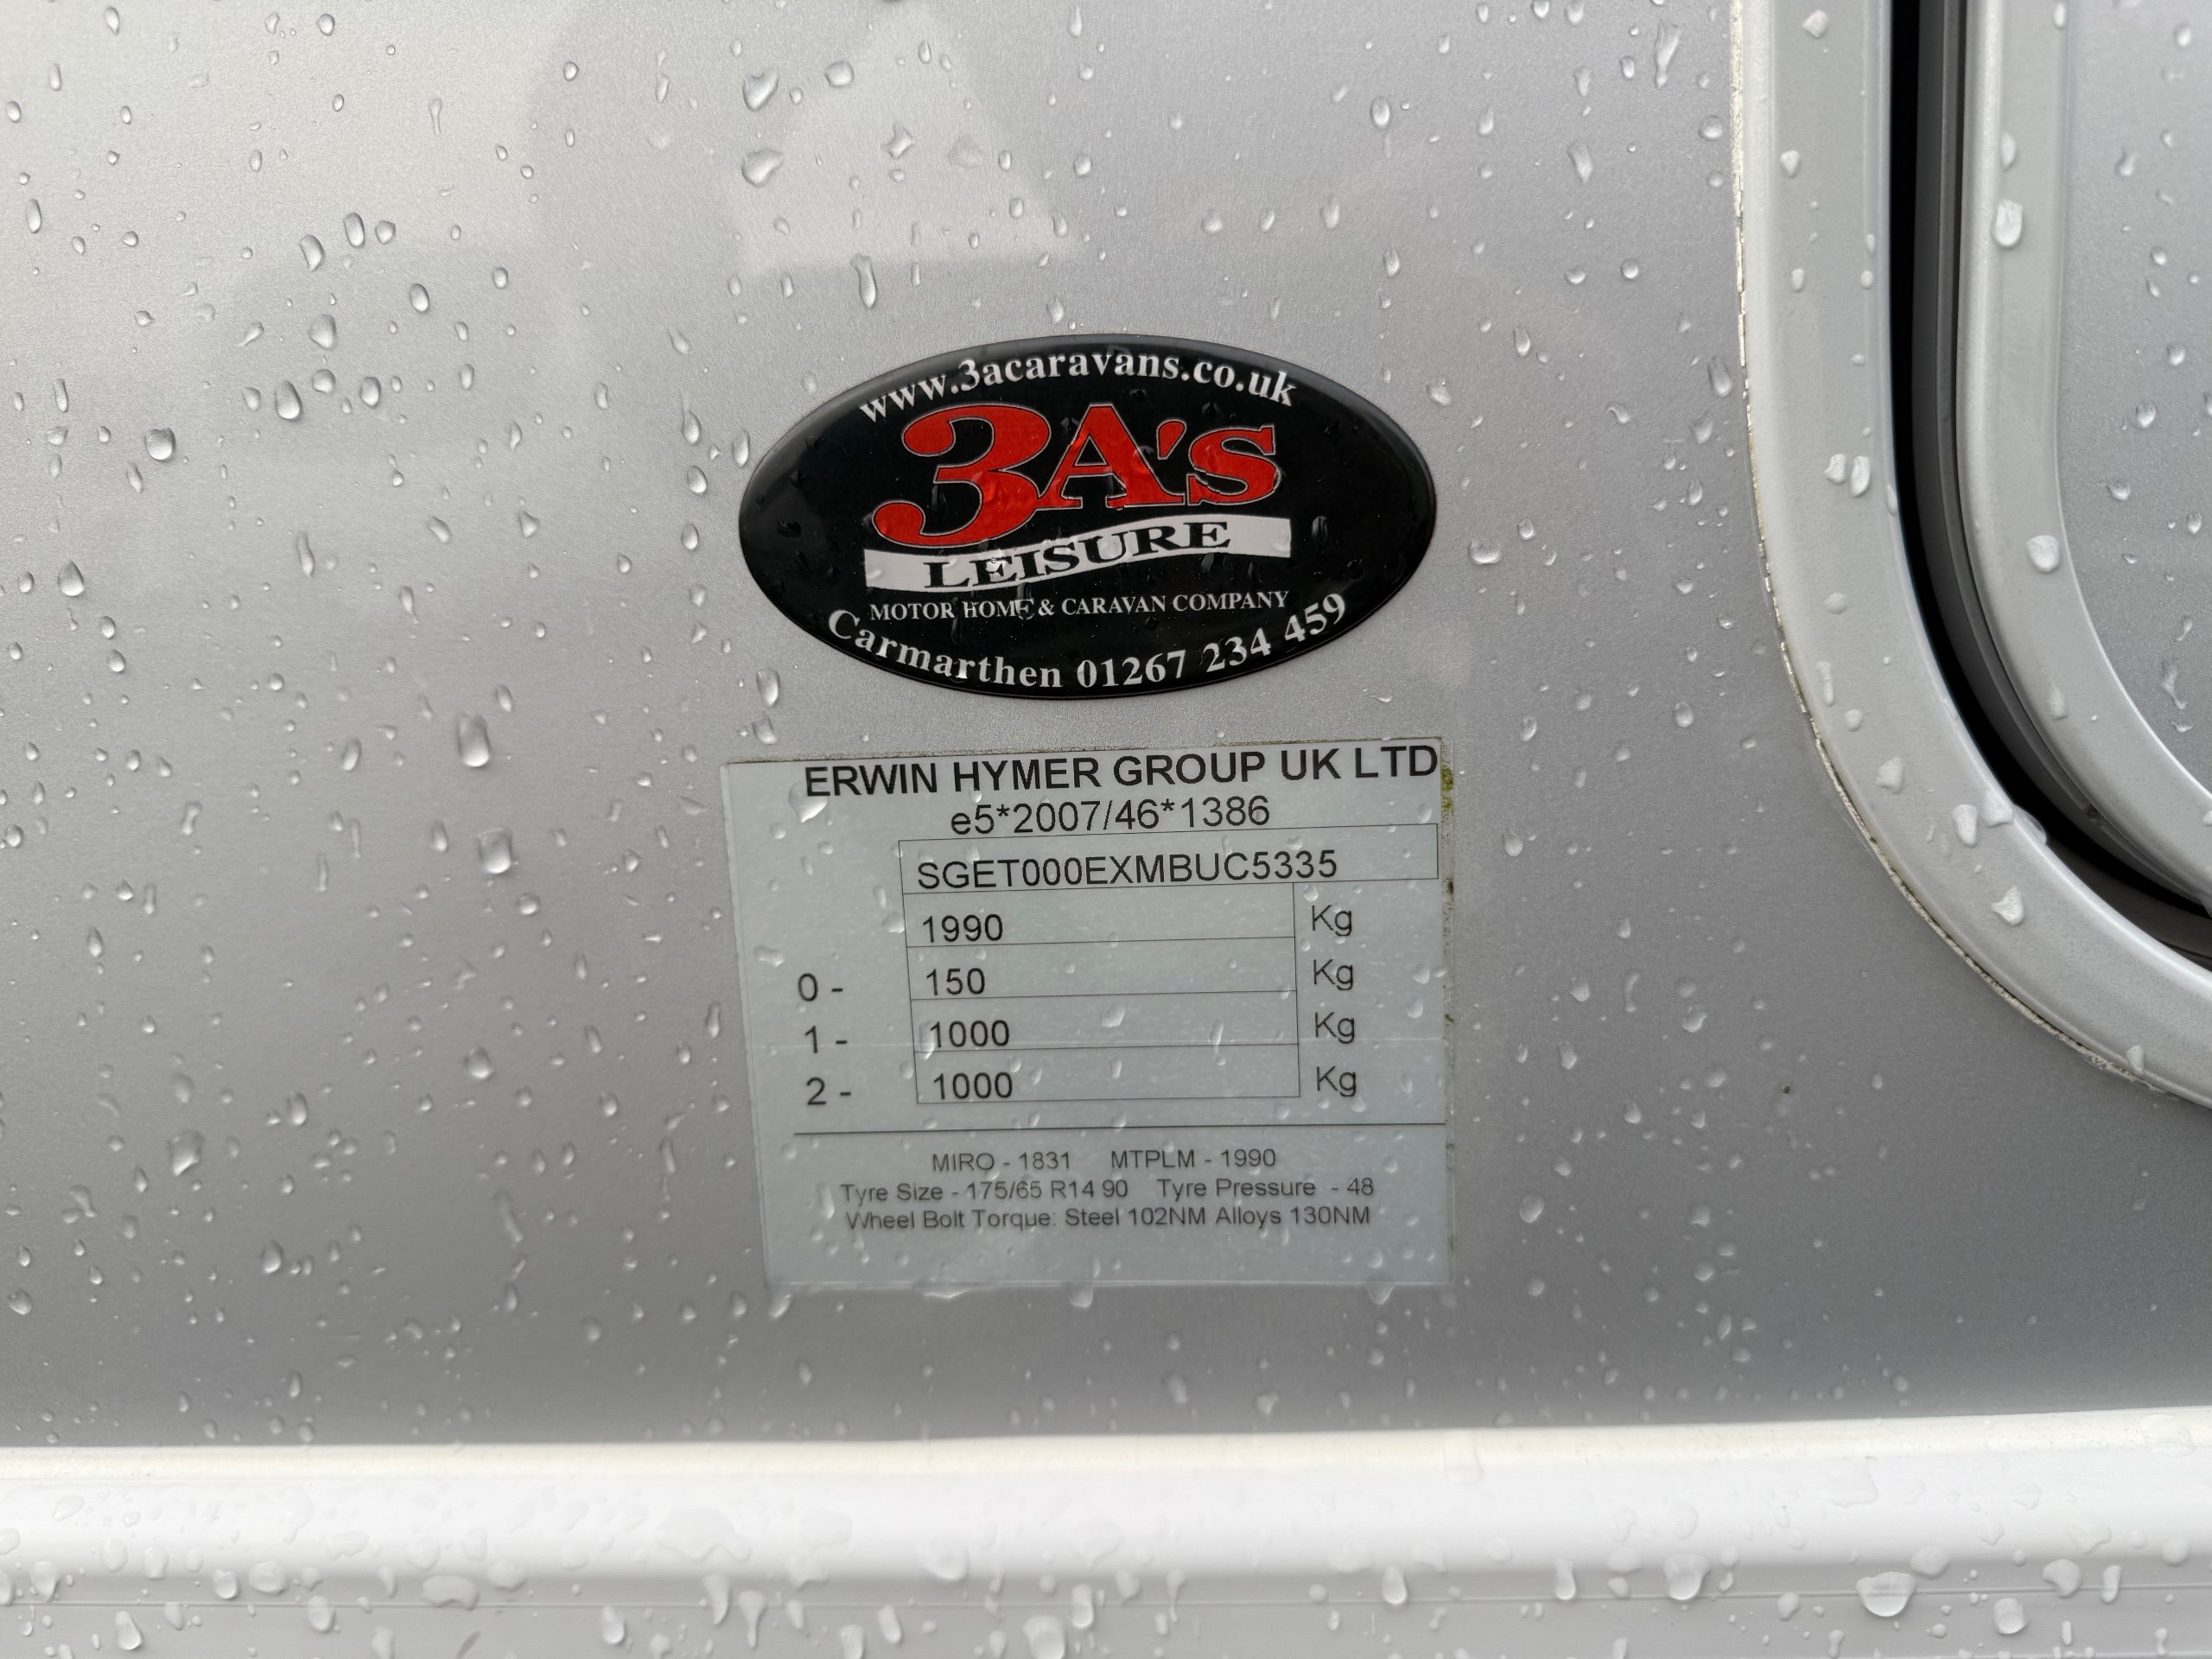 www.3acaravans.co.uk
3A's
LEISURE
MOTOR HOME & CARAVAN COMPANY
Carmarthen 01267 234 459
ERWIN HYMER GROUP UK LTD
e5*2007/46*1386
SGET000EXMBUC5335
1990 Kg
0 - 150 Kg
1 - 1000 Kg
2 - 1000 Kg
MIRO - 1831 MTPLM - 1990
Tyre Size - 175/65 R14 90 Tyre Pressure - 48
Wheel Bolt Torque: Steel 102NM Alloys 130NM